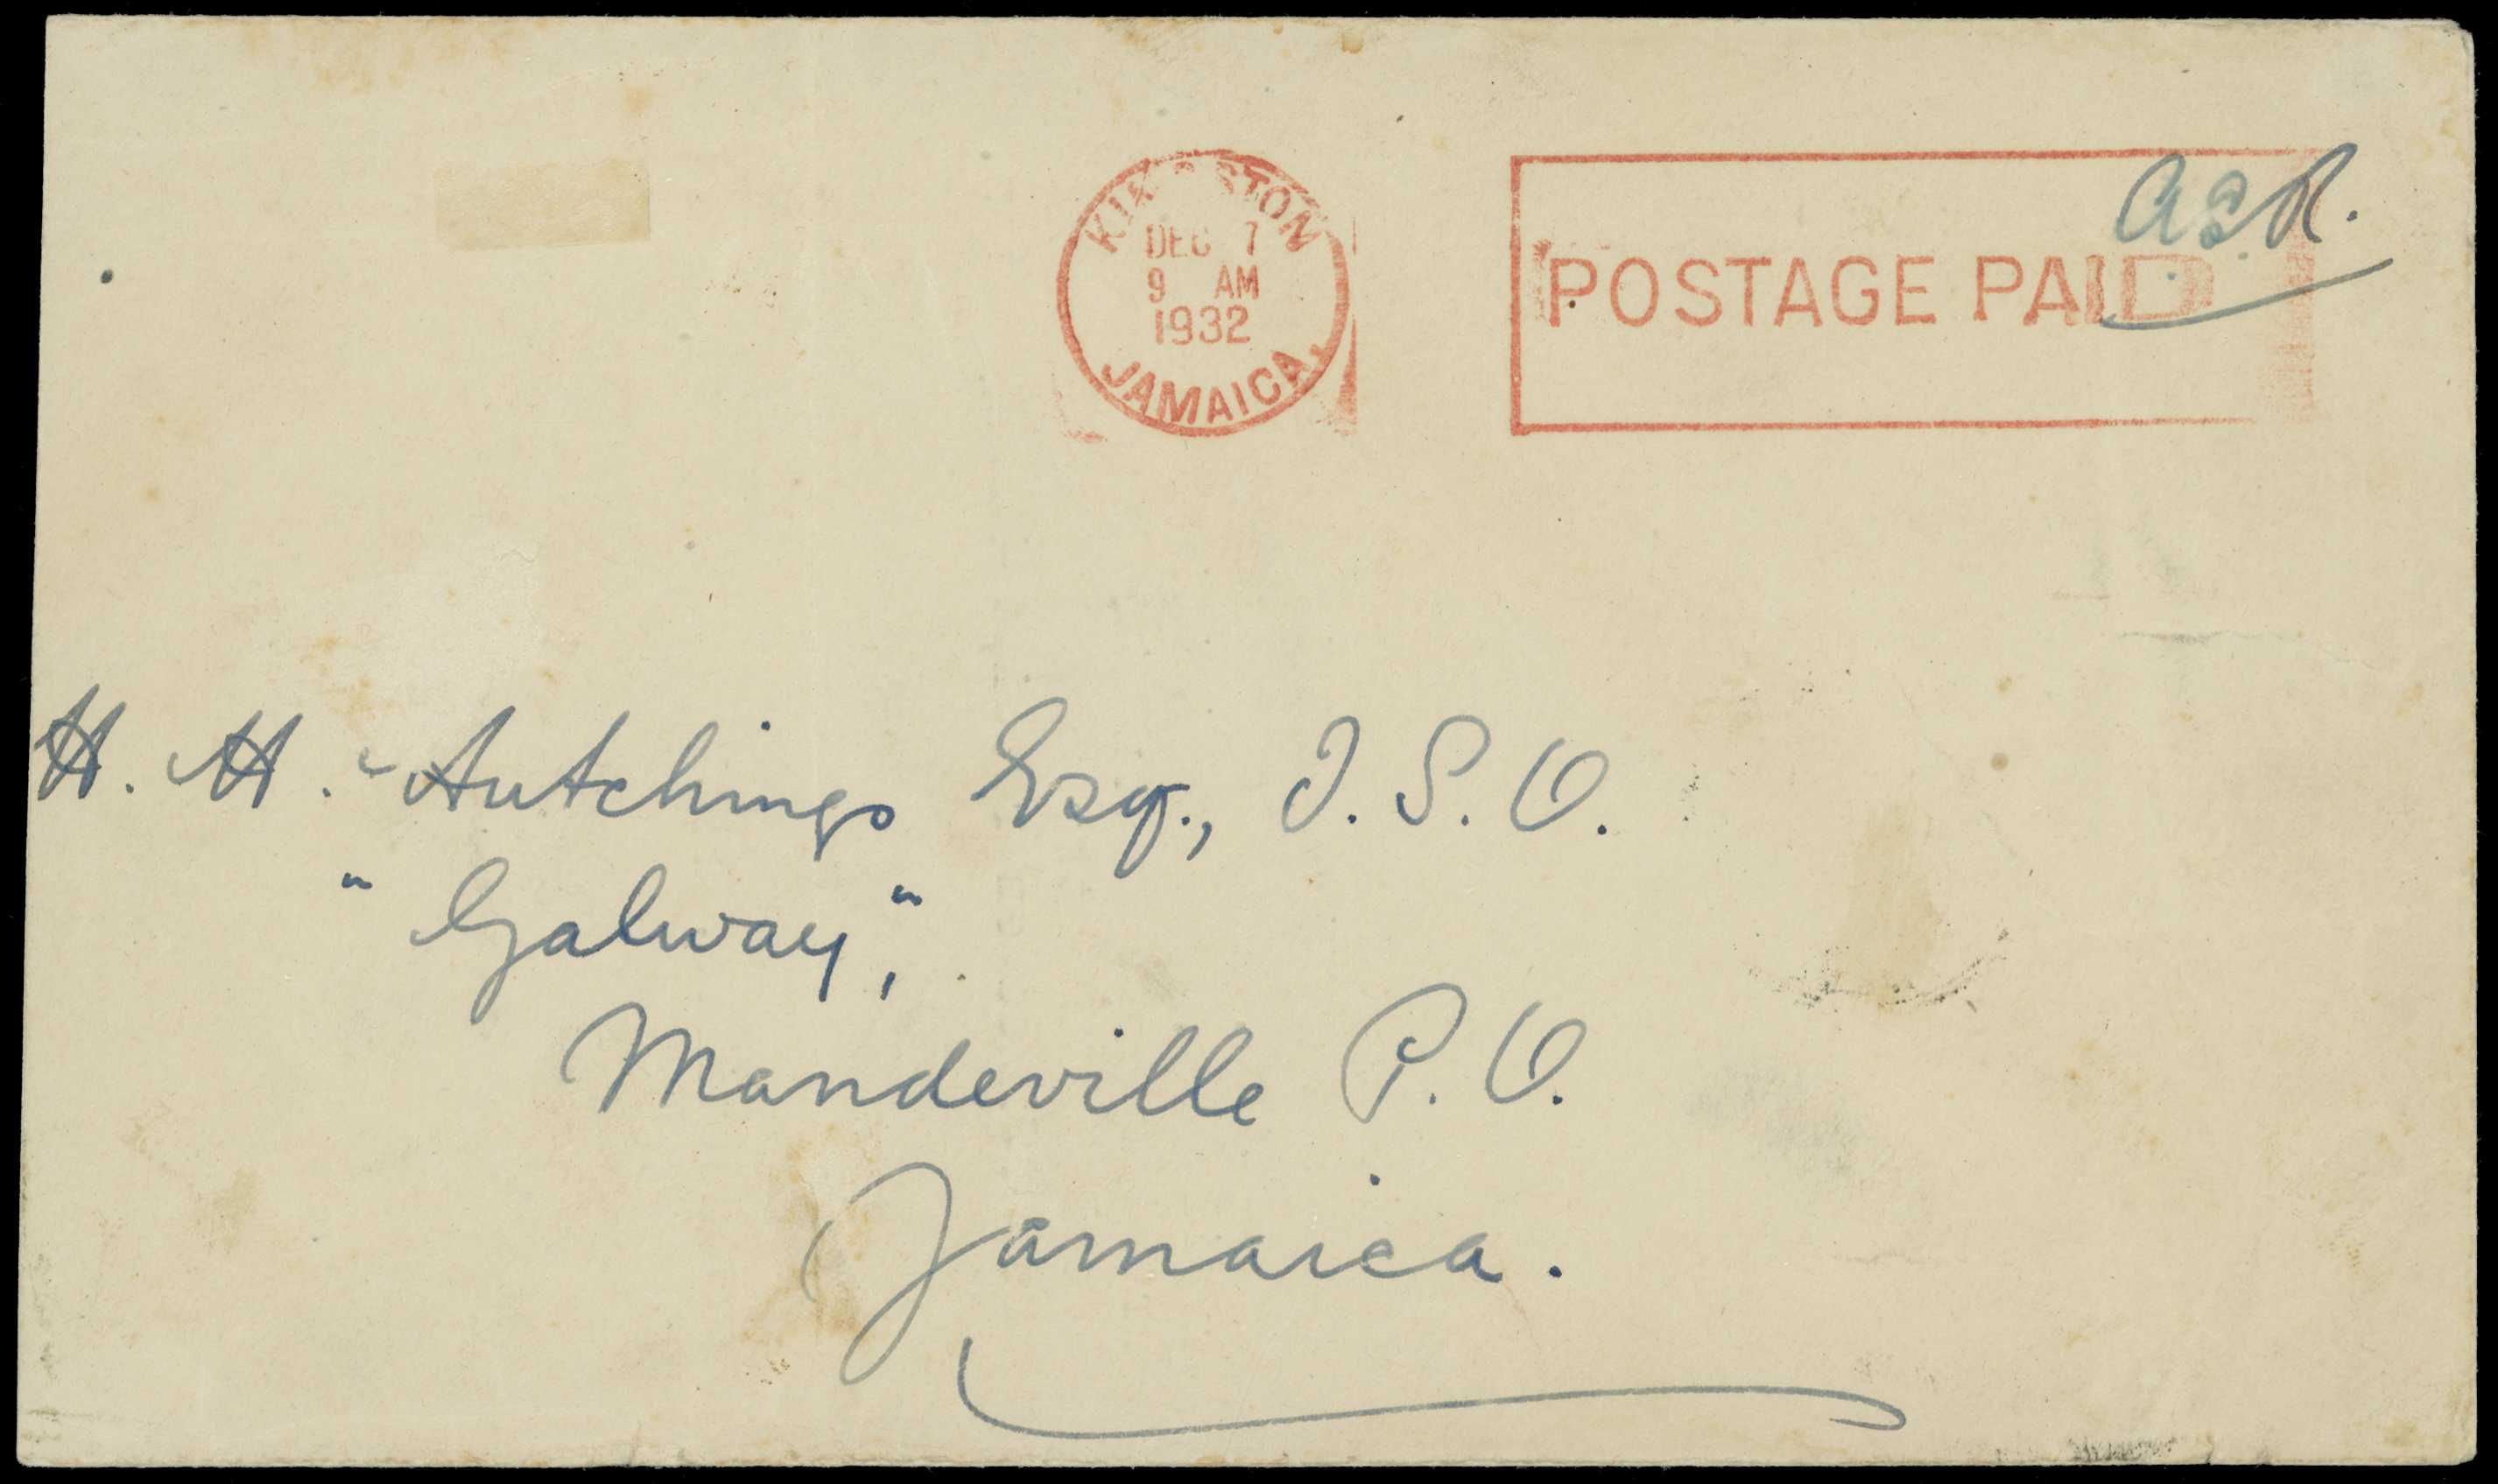 KINGSTON
DEC 7
9 AM
1932
JAMAICA.
POSTAGE PAID
H. H. Hutchings Esq., I. S. O.
"Galway,"
Mandeville P. O.
Jamaica.